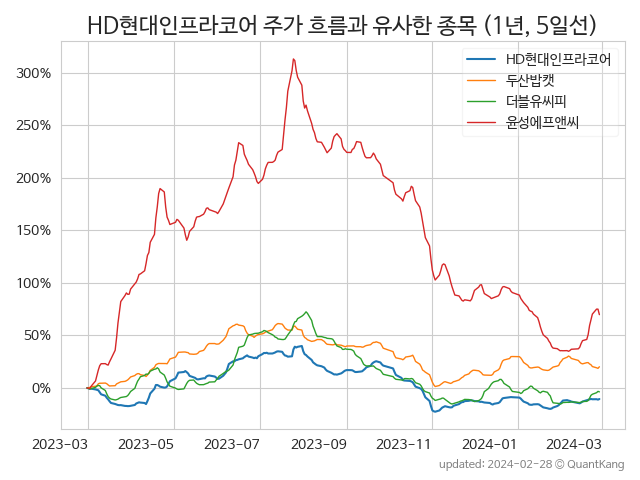 HD현대인프라코어 주가 흐름과 유사한 종목 (1년, 5일선)
HD현대인프라코어
두산밥캣
더블유씨피
윤성에프앤씨
300%
250%
200%
150%
100%
50%
0%
2023-03 2023-05 2023-07 2023-09 2023-11 2024-01 2024-03
updated: 2024-02-28 © QuantKang